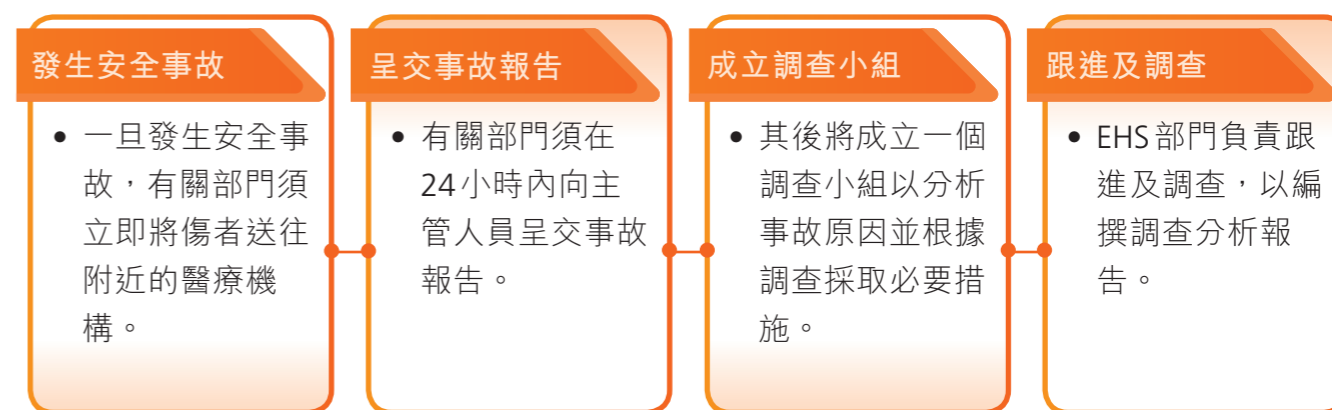 發生安全事故
• 一旦發生安全事
故，有關部門須
立即將傷者送往
附近的醫療機
構。
呈交事故報告
• 有關部門須在
24小時內向主
管人員呈交事故
報告。
成立調查小組
• 其後將成立一個
調查小組以分析
事故原因並根據
調查採取必要措
施。
跟進及調查
• EHS部門負責跟
進及調查，以編
撰調查分析報
告。